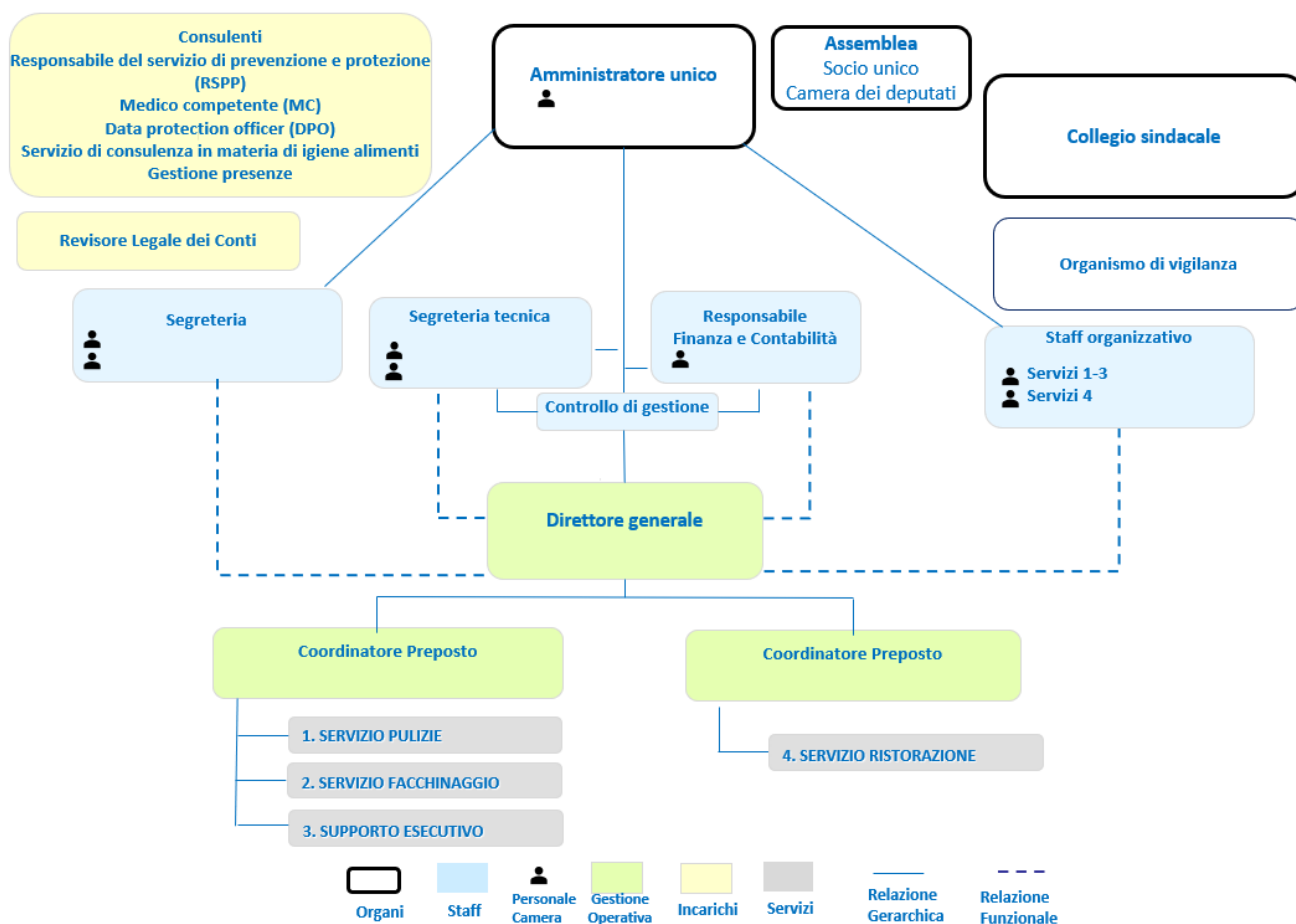 Consulenti
Responsabile del servizio di prevenzione e protezione
(RSPP)
Medico competente (MC)
Data protection officer (DPO)
Servizio di consulenza in materia di igiene alimenti
Gestione presenze
Amministratore unico
Assemblea
Socio unico
Camera dei deputati
Collegio sindacale
Revisore Legale dei Conti
Organismo di vigilanza
Segreteria
Segreteria tecnica
Responsabile
Finanza e Contabilità
Staff organizzativo
Servizi 1-3
Servizi 4
Controllo di gestione
Direttore generale
Coordinatore Preposto
Coordinatore Preposto
1. SERVIZIO PULIZIE
2. SERVIZIO FACCHINAGGIO
3. SUPPORTO ESECUTIVO
4. SERVIZIO RISTORAZIONE
Organi
Staff
Personale
Camera
Gestione
Operativa
Incarichi
Servizi
Relazione
Gerarchica
Relazione
Funzionale